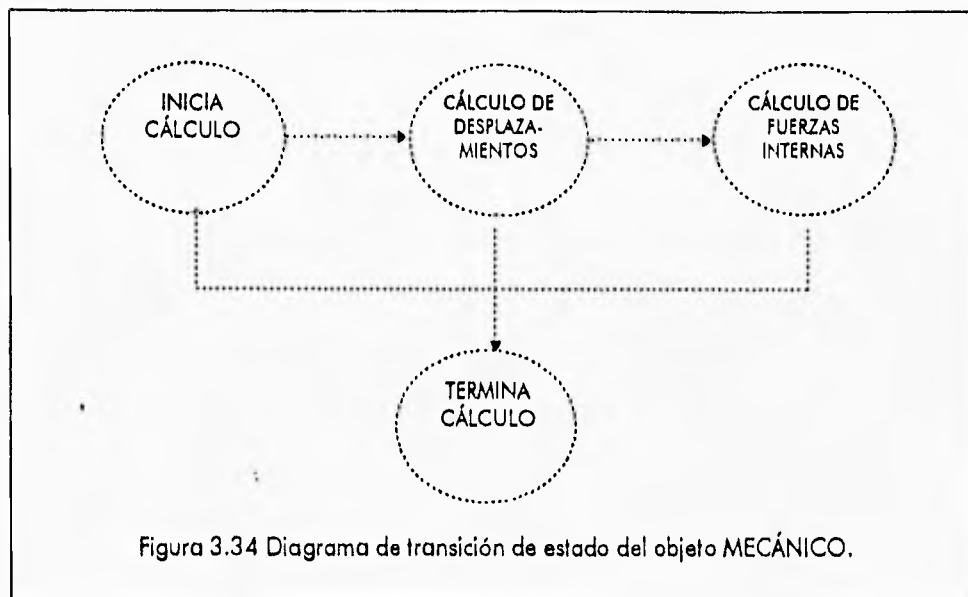 INICIA
CÁLCULO
CÁLCULO DE
DESPLAZA-
MIENTOS
CÁLCULO DE
FUERZAS
INTERNAS
TERMINA
CÁLCULO
Figura 3.34 Diagrama de transición de estado del objeto MECÁNICO.